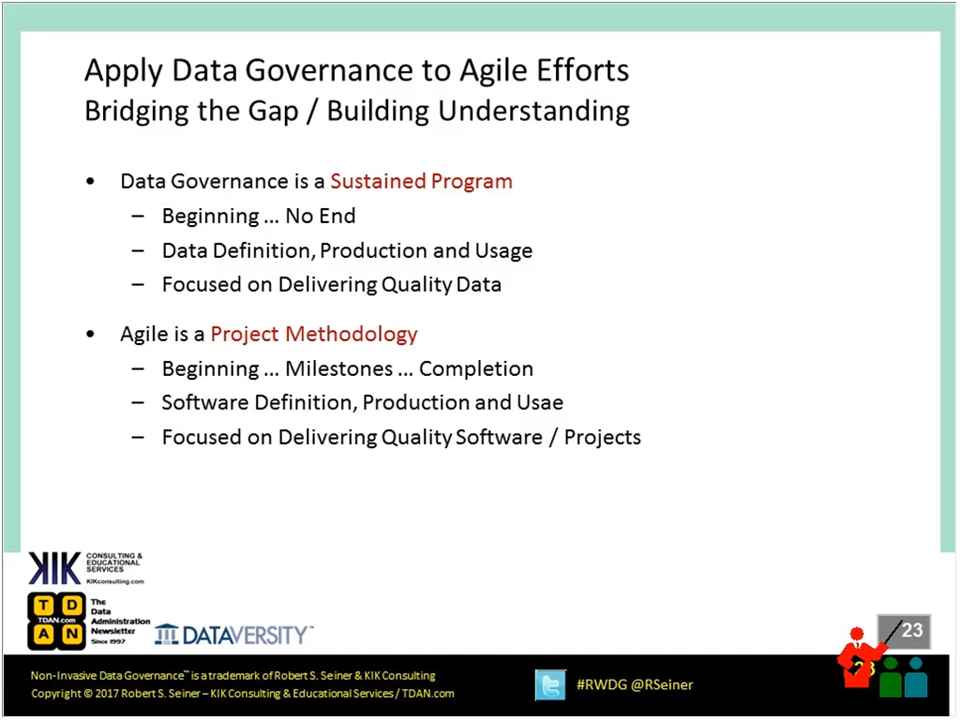 Apply Data Governance to Agile Efforts
Bridging the Gap / Building Understanding
• Data Governance is a Sustained Program
– Beginning ... No End
– Data Definition, Production and Usage
– Focused on Delivering Quality Data
• Agile is a Project Methodology
– Beginning ... Milestones ... Completion
– Software Definition, Production and Usae
– Focused on Delivering Quality Software / Projects
KIK
CONSULTING &
EDUCATIONAL
SERVICES
KIKconsulting.com
T D
TDAN.com
A N
The
Data
Administration
Newsletter
Since 1997
DATAVERSITY™
23
23
Non-Invasive Data Governance™ is a trademark of Robert S. Seiner & KIK Consulting
Copyright © 2017 Robert S. Seiner – KIK Consulting & Educational Services / TDAN.com
#RWDG @RSeiner